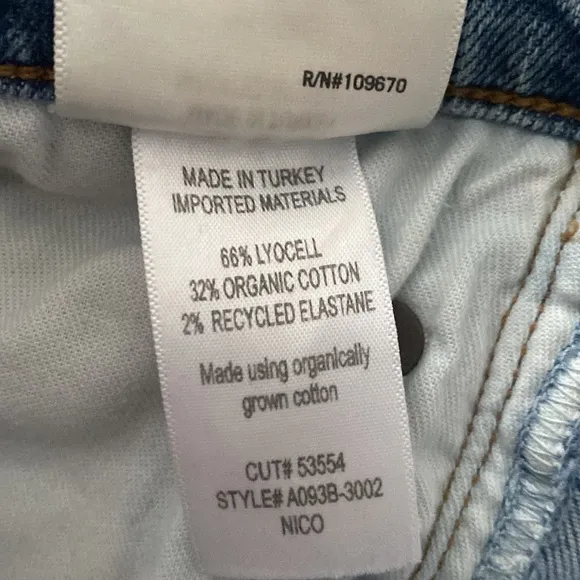 R/N#109670
MADE IN TURKEY
IMPORTED MATERIALS
66% LYOCELL
32% ORGANIC COTTON
2% RECYCLED ELASTANE
Made using organically
grown cotton
CUT# 53554
STYLE# A093B-3002
NICO